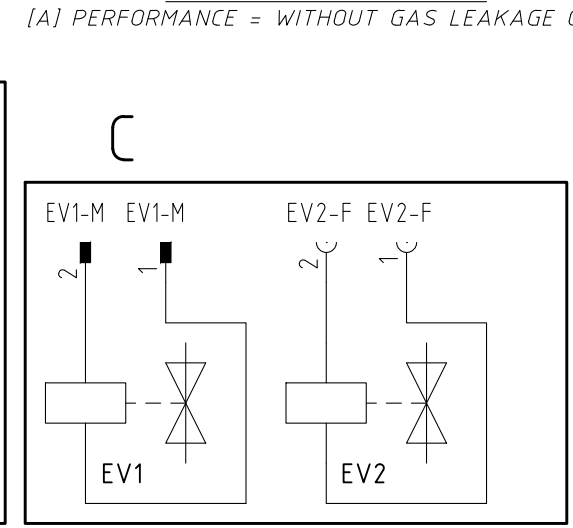 [A] PERFORMANCE = WITHOUT GAS LEAKAGE
C
EV1-M EV1-M EV2-F EV2-F
2 1 2 1
EV1 EV2